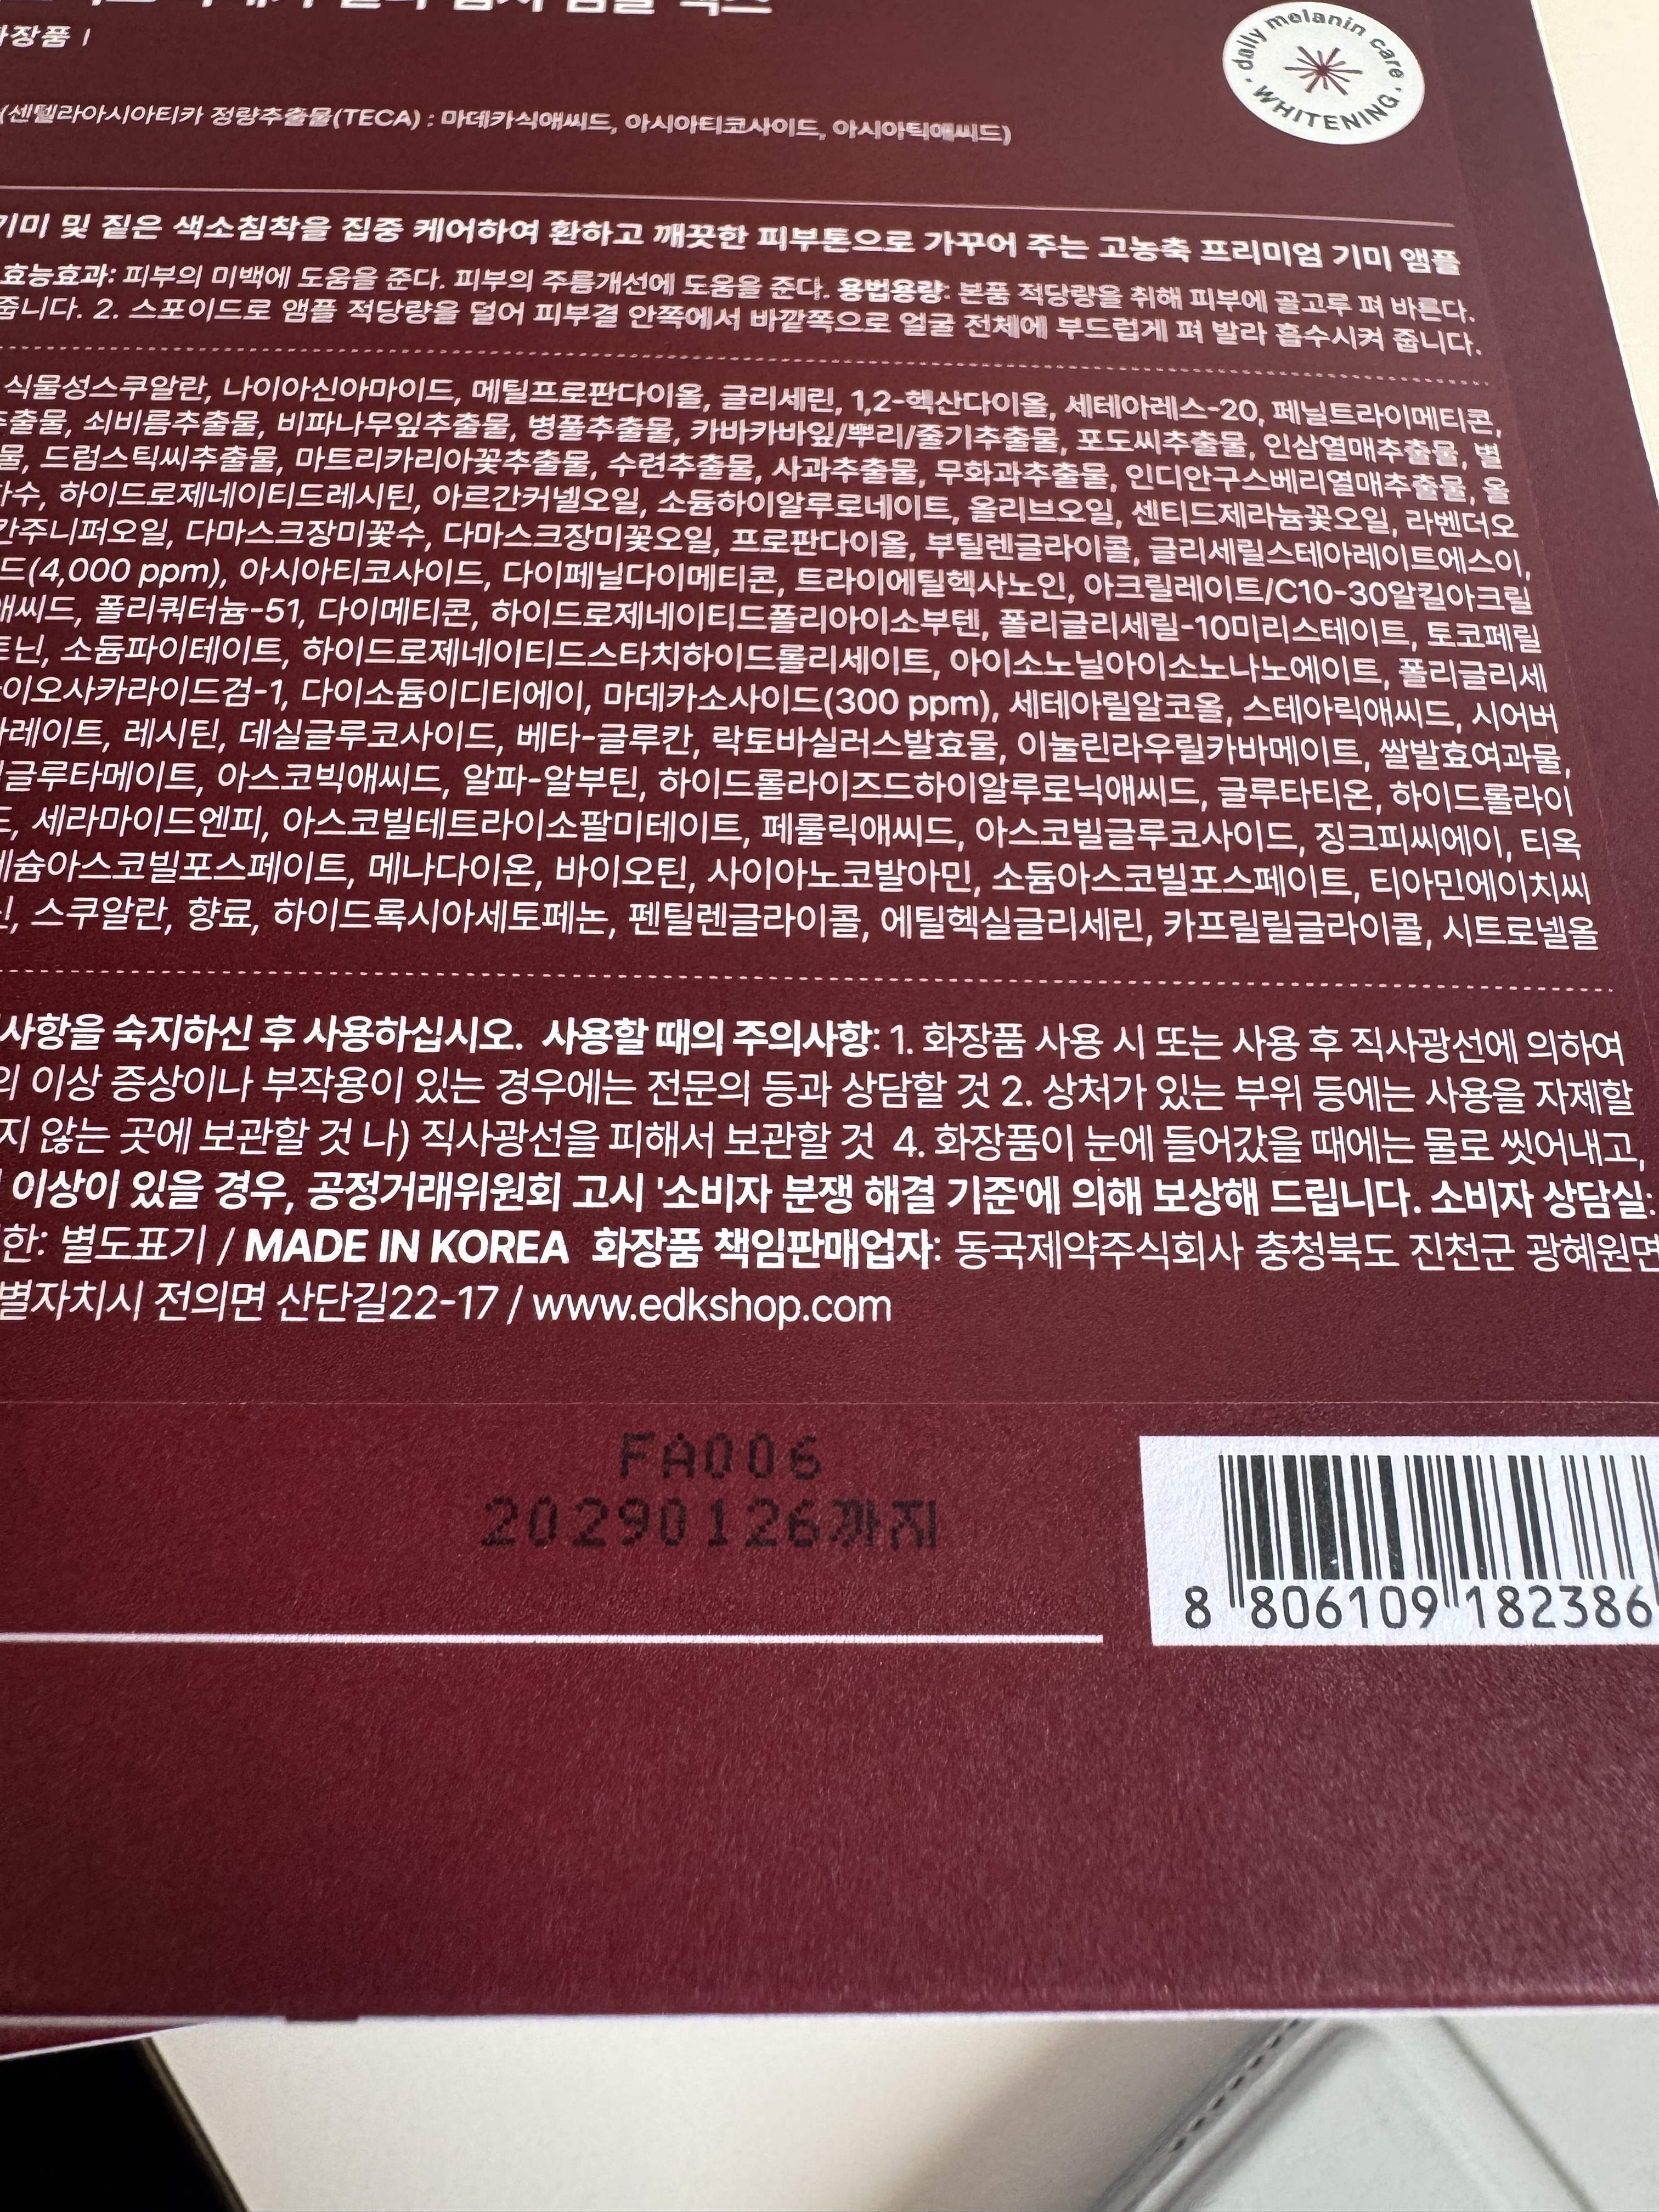 화장품 |
daily melanin care
WHITENING
(센텔라아시아티카 정량추출물(TECA) : 마데카식애씨드, 아시아티코사이드, 아시아틱애씨드)
기미 및 짙은 색소침착을 집중 케어하여 환하고 깨끗한 피부톤으로 가꾸어 주는 고농축 프리미엄 기미 앰플
효능효과: 피부의 미백에 도움을 준다. 피부의 주름개선에 도움을 준다. 용법용량: 본품 적당량을 취해 피부에 골고루 펴 바른다.
줍니다. 2. 스포이드로 앰플 적당량을 덜어 피부결 안쪽에서 바깥쪽으로 얼굴 전체에 부드럽게 펴 발라 흡수시켜 줍니다.
식물성스쿠알란, 나이아신아마이드, 메틸프로판다이올, 글리세린, 1,2-헥산다이올, 세테아레스-20, 페닐트라이메티콘,
추출물, 쇠비름추출물, 비파나무잎추출물, 병풀추출물, 카바카바잎/뿌리/줄기추출물, 포도씨추출물, 인삼열매추출물, 별
물, 드럼스틱씨추출물, 마트리카리아꽃추출물, 수련추출물, 사과추출물, 무화과추출물, 인디안구스베리열매추출물, 올
하이드로제네이티드레시틴, 아르간커넬오일, 소듐하이알루로네이트, 올리브오일, 센티드제라늄꽃오일, 라벤더오
칸주니퍼오일, 다마스크장미꽃수, 다마스크장미꽃오일, 프로판다이올, 부틸렌글라이콜, 글리세릴스테아레이트에스이,
드(4,000 ppm), 아시아티코사이드, 다이페닐다이메티콘, 트라이에틸헥사노인, 아크릴레이트/C10-30알킬아크릴
애씨드, 폴리쿼터늄-51, 다이메티콘, 하이드로제네이티드폴리아이소부텐, 폴리글리세릴-10미리스테이트, 토코페릴
트닌, 소듐파이테이트, 하이드로제네이티드스타치하이드롤리세이트, 아이소노닐아이소노나노에이트, 폴리글리세
이오사카라이드검-1, 다이소듐이디티에이, 마데카소사이드(300 ppm), 세테아릴알코올, 스테아릭애씨드, 시어버
레이트, 레시틴, 데실글루코사이드, 베타-글루칸, 락토바실러스발효물, 이눌린라우릴카바메이트, 쌀발효여과물,
글루타메이트, 아스코빅애씨드, 알파-알부틴, 하이드롤라이즈드하이알루로닉애씨드, 글루타티온, 하이드롤라이
드, 세라마이드엔피, 아스코빌테트라이소팔미테이트, 페룰릭애씨드, 아스코빌글루코사이드, 징크피씨에이, 티옥
네슘아스코빌포스페이트, 메나다이온, 바이오틴, 사이아노코발아민, 소듐아스코빌포스페이트, 티아민에이치씨
스쿠알란, 향료, 하이드록시아세토페논, 펜틸렌글라이콜, 에틸헥실글리세린, 카프릴릴글라이콜, 시트로넬올
사항을 숙지하신 후 사용하십시오. 사용할 때의 주의사항: 1. 화장품 사용 시 또는 사용 후 직사광선에 의하여
의 이상 증상이나 부작용이 있는 경우에는 전문의 등과 상담할 것 2. 상처가 있는 부위 등에는 사용을 자제할
지 않는 곳에 보관할 것 나) 직사광선을 피해서 보관할 것 4. 화장품이 눈에 들어갔을 때에는 물로 씻어내고,
이상이 있을 경우, 공정거래위원회 고시 '소비자 분쟁 해결 기준'에 의해 보상해 드립니다. 소비자 상담실:
한: 별도표기 / MADE IN KOREA 화장품 책임판매업자: 동국제약주식회사 충청북도 진천군 광혜원면
별자치시 전의면 산단길22-17 / www.edkshop.com
FA006
20290126까지
8 806109 182386